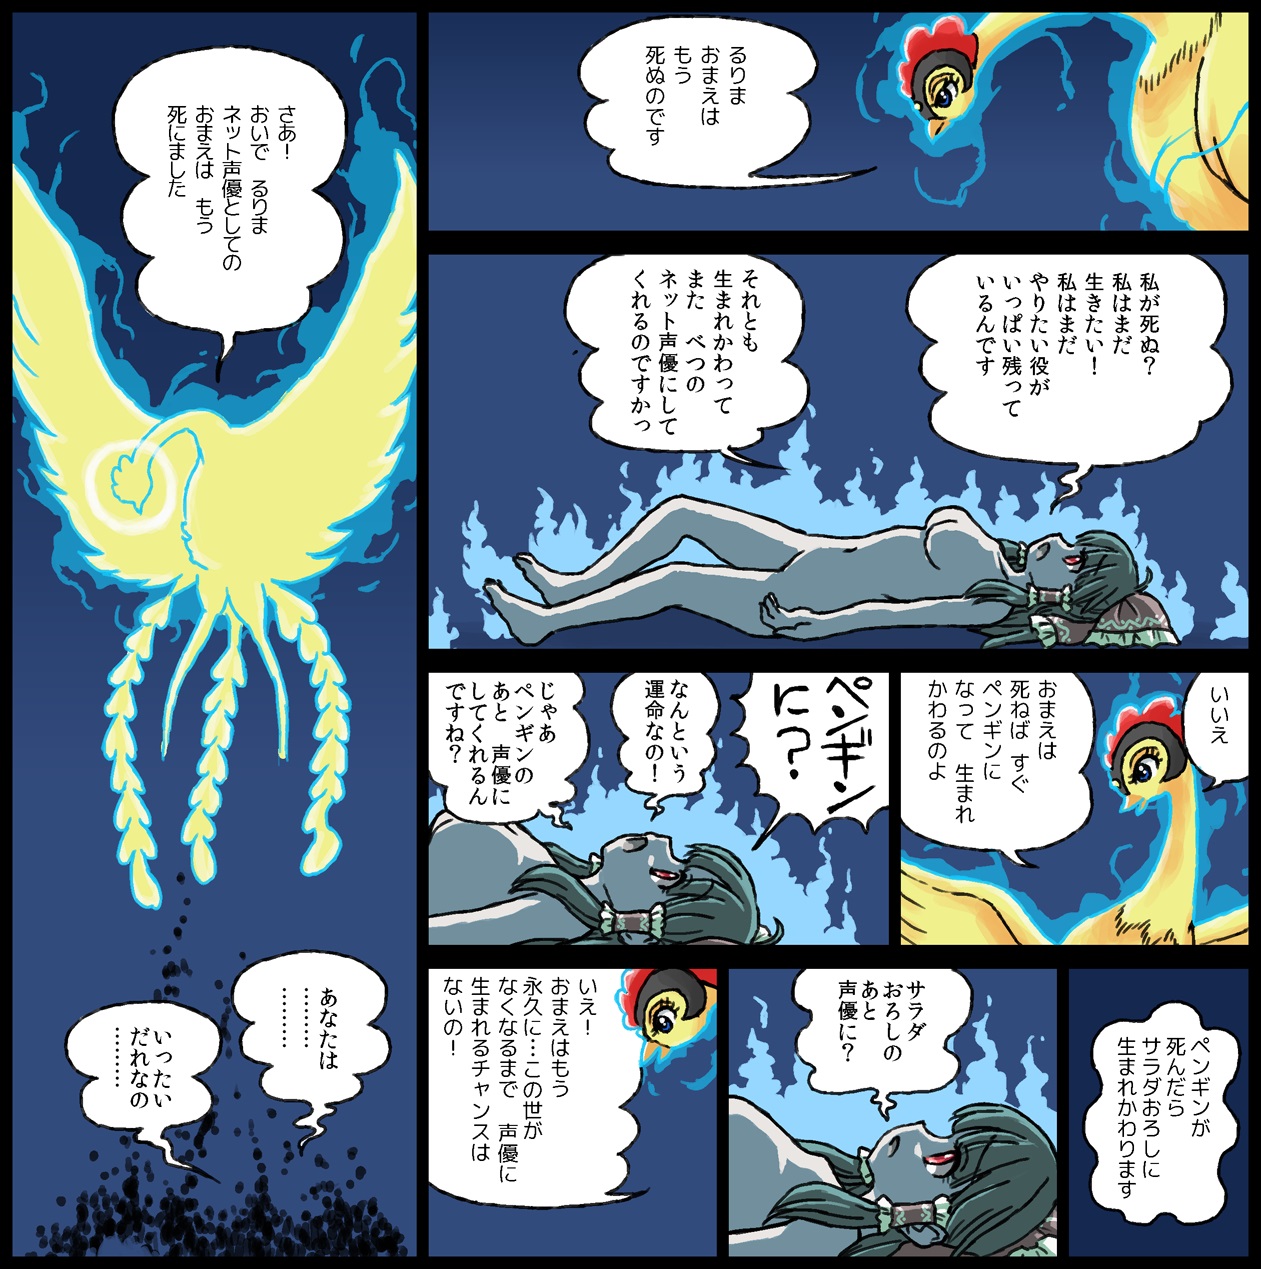 るりま
おまえは
もう
死ぬのです
私が死ぬ？
私はまだ
生きたい！
私はまだ
やりたい役が
いっぱい残って
いるんです
それとも
生まれかわって
また　べつの
ネット声優にして
くれるのですかっ
いいえ
おまえは
死ねば　すぐ
ペンギンに
なって　生まれ
かわるのよ
ペンギン
に？
なんという
運命なの！
じゃあ
ペンギンの
あと　声優に
してくれるん
ですね？
ペンギンが
死んだら
サラダおろしに
生まれかわります
サラダ
おろしの
あと
声優に？
いえ！
おまえはもう
永久に…この世が
なくなるまで　声優に
生まれるチャンスは
ないの！
さあ！
おいで　るりま
ネット声優としての
おまえは　もう
死にました
あなたは
………
………
いったい
だれなの
………